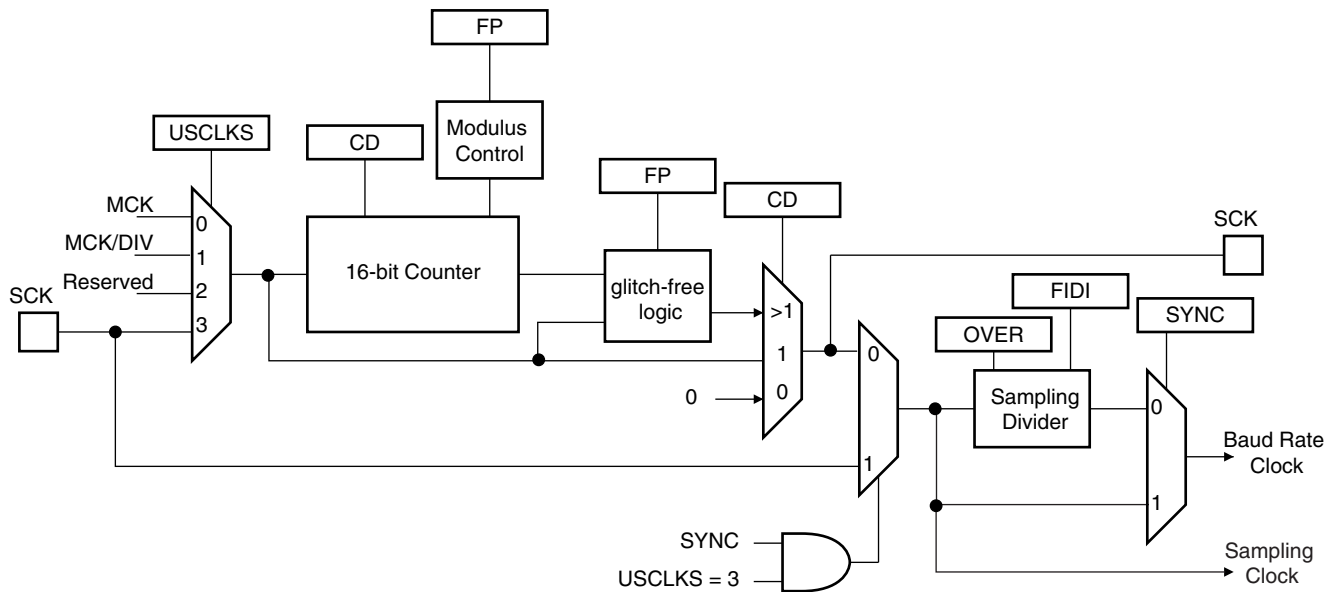 FP
USCLKS
CD
Modulus
Control
FP
CD
MCK
0
MCK/DIV
1
Reserved
2
SCK
3
16-bit Counter
glitch-free
logic
>1
1
0
0
SCK
FIDI
OVER
SYNC
0
Sampling
Divider
0
1
1
Baud Rate
Clock
SYNC
USCLKS = 3
Sampling
Clock